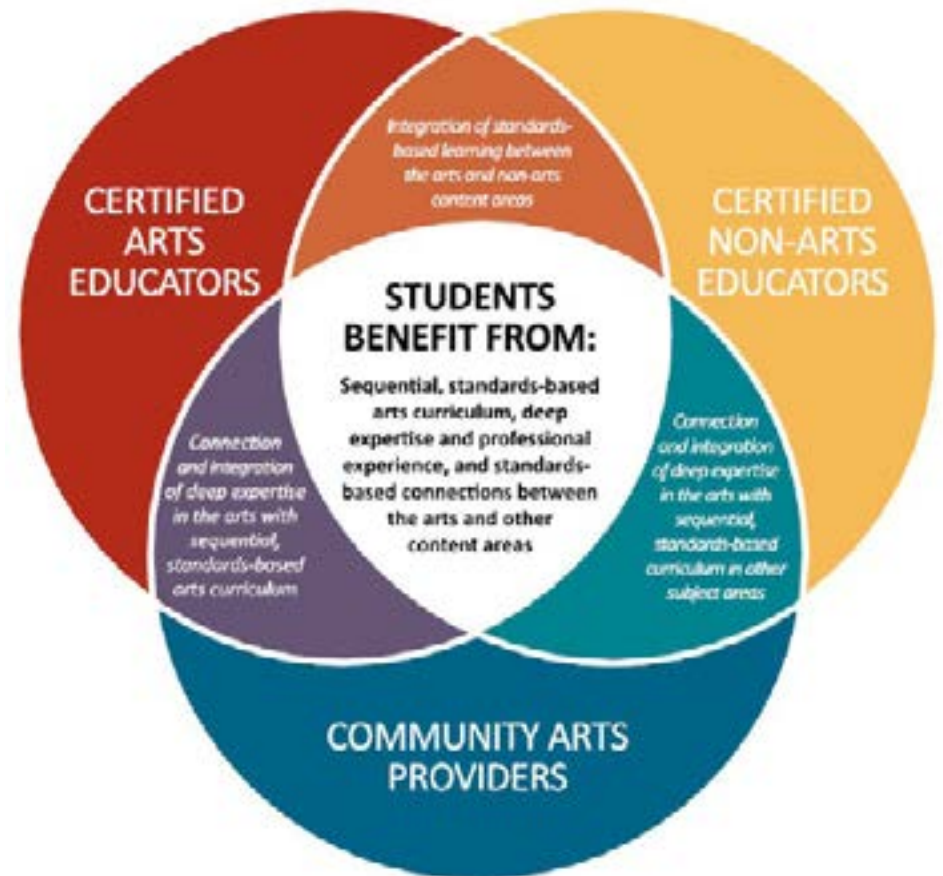 Integration of standards-
based learning between
the arts and non-arts
content areas
CERTIFIED
ARTS
EDUCATORS
CERTIFIED
NON-ARTS
EDUCATORS
STUDENTS
BENEFIT FROM:
Sequential, standards-based
arts curriculum, deep
expertise and professional
experience, and standards-
based connections between
the arts and other
content areas
Connection
and integration
of deep expertise
in the arts with
sequential,
standards-based
arts curriculum
Connection
and integration
of deep expertise
in the arts with
sequential,
standards-based
curriculum in other
subject areas
COMMUNITY ARTS
PROVIDERS